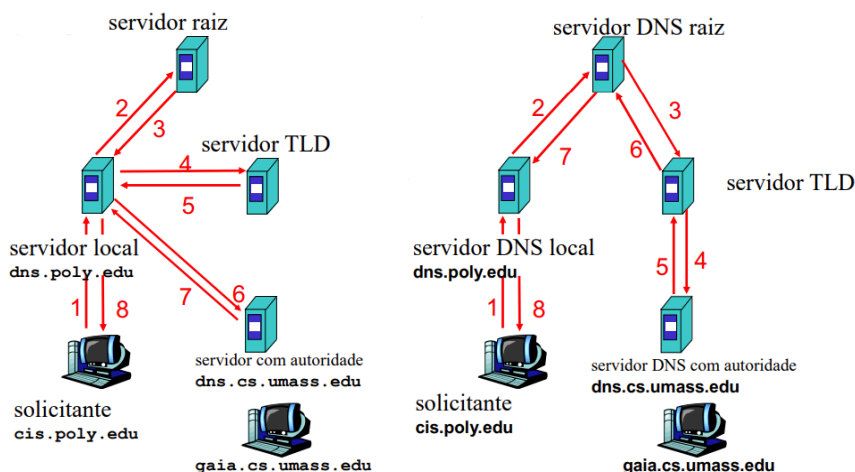 servidor raiz
2
3
servidor TLD
4
5
servidor local
dns.poly.edu
6
7
1
8
servidor com autoridade
dns.cs.umass.edu
solicitante
cis.poly.edu
gaia.cs.umass.edu
servidor DNS raiz
2
3
7
6
servidor TLD
servidor DNS local
dns.poly.edu
5
4
1
8
servidor DNS com autoridade
dns.cs.umass.edu
solicitante
cis.poly.edu
gaia.cs.umass.edu